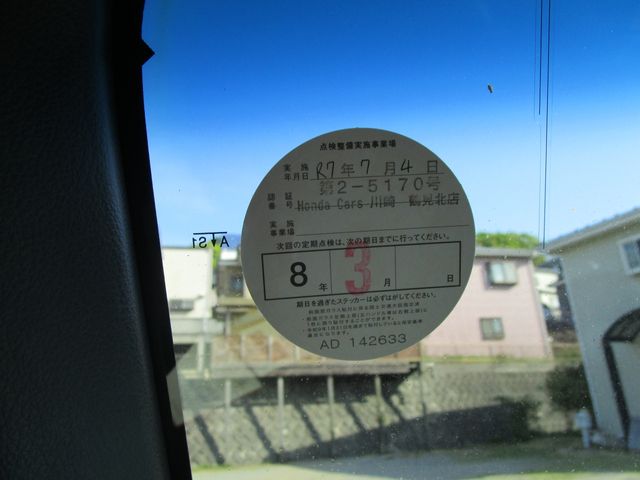 点検整備実施事業場
実施年月日 R7年7月4日
認証番号 第2-5170号
Honda Cars 川崎 鶴見北店
実施事業場
次回の定期点検は、次の期日までに行ってください。
8年 3月 日
期日を過ぎたステッカーは必ずはがしてください。
AD 142633
A S1